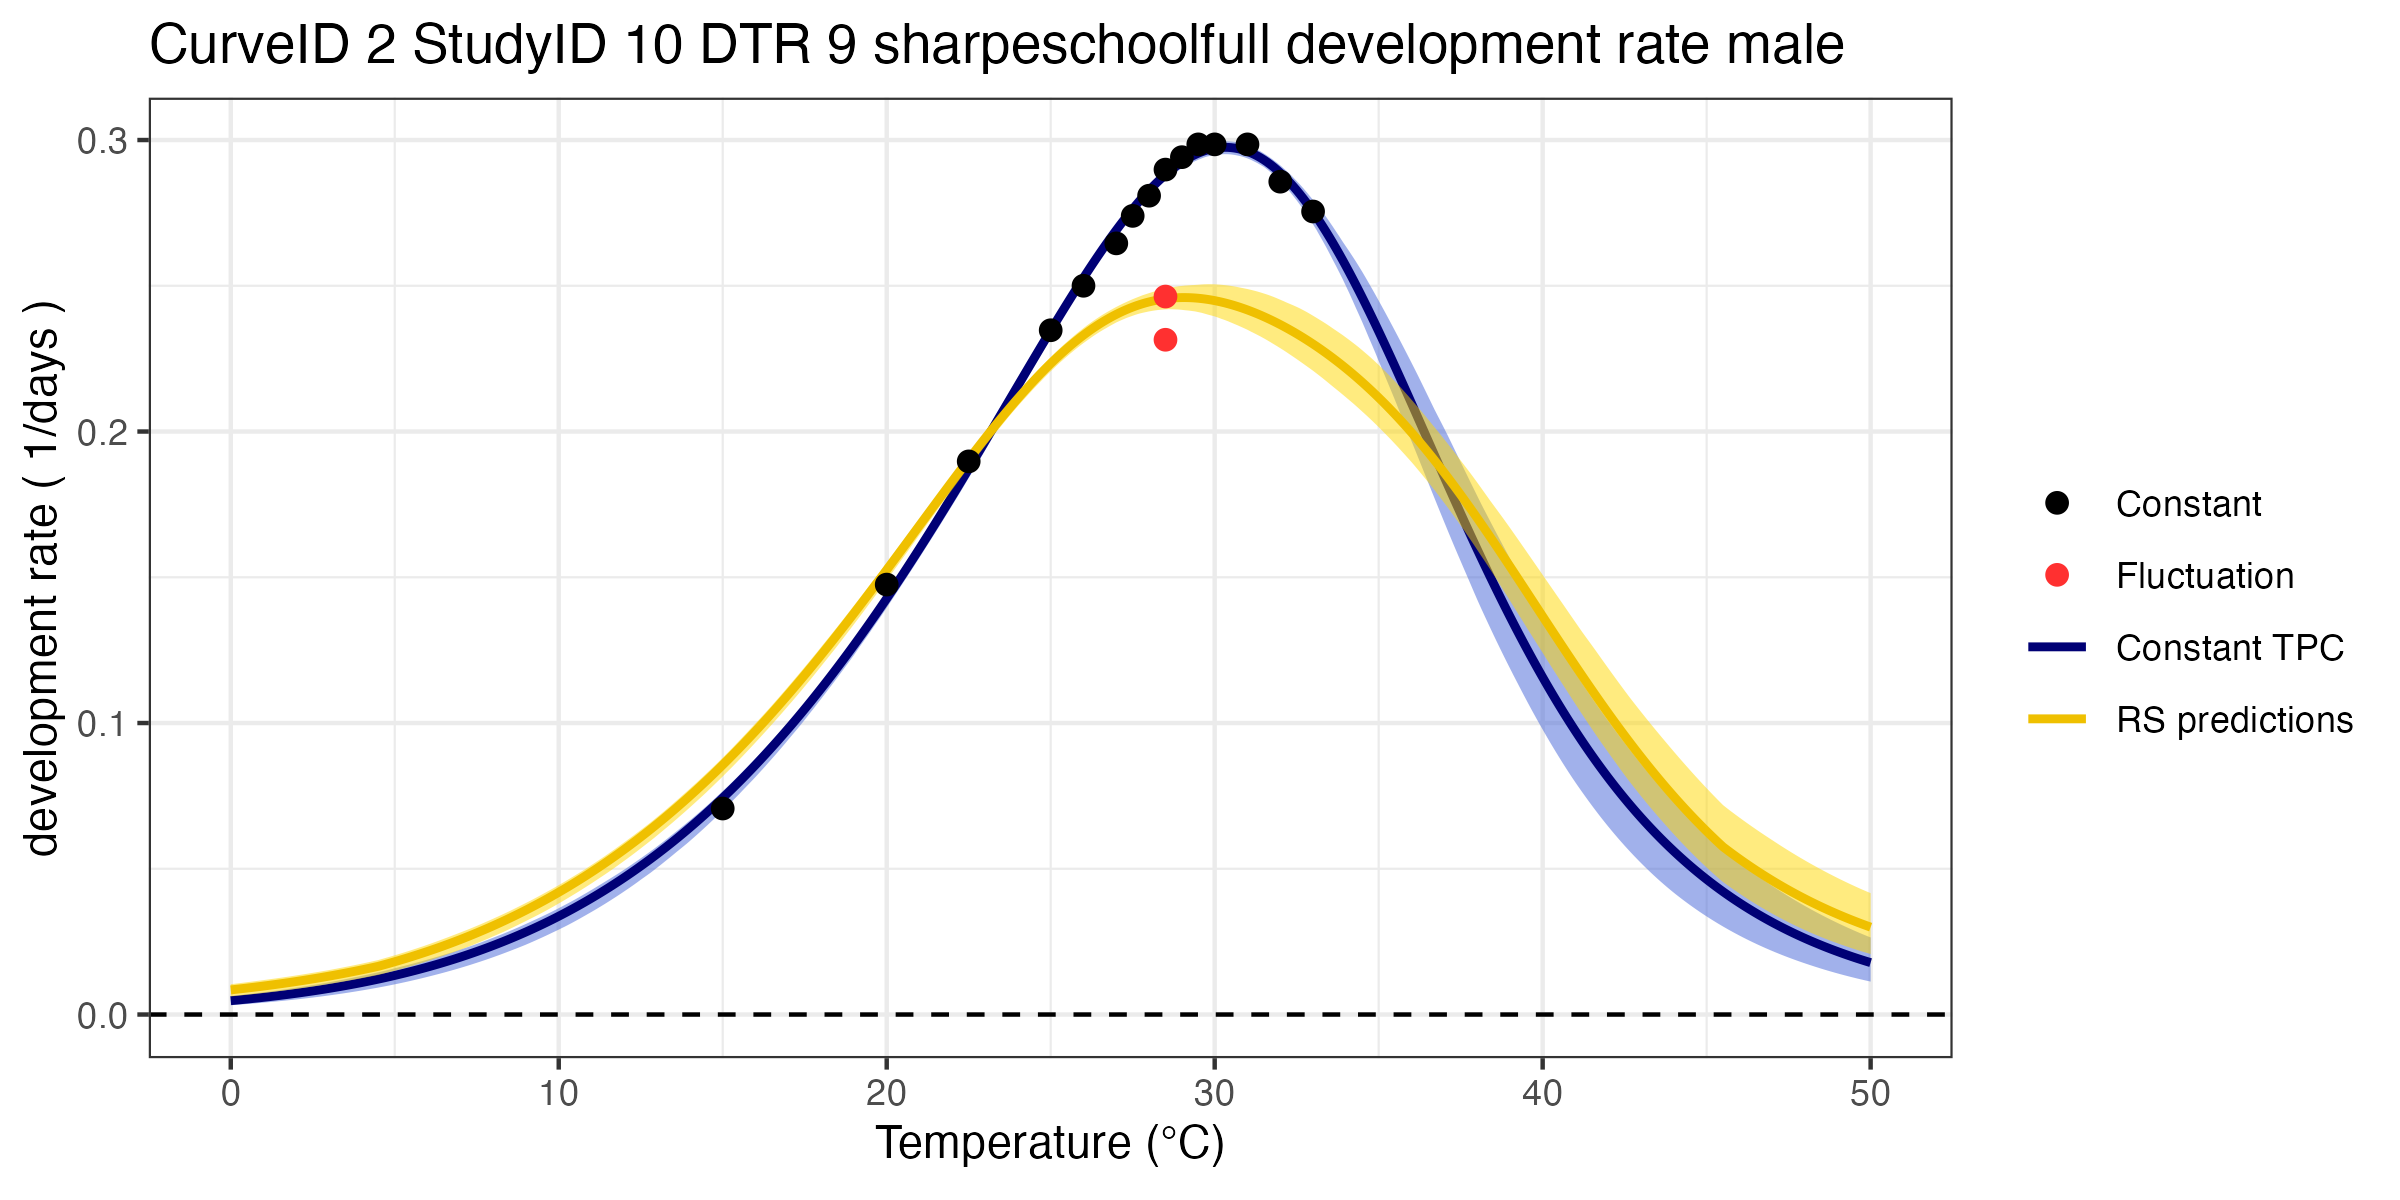 CurveID 2 StudyID 10 DTR 9 sharpeschoolfull development rate male
development rate ( 1/days )
0.3
0.2
0.1
0.0
0 10 20 30 40 50
Temperature (°C)
Constant
Fluctuation
Constant TPC
RS predictions